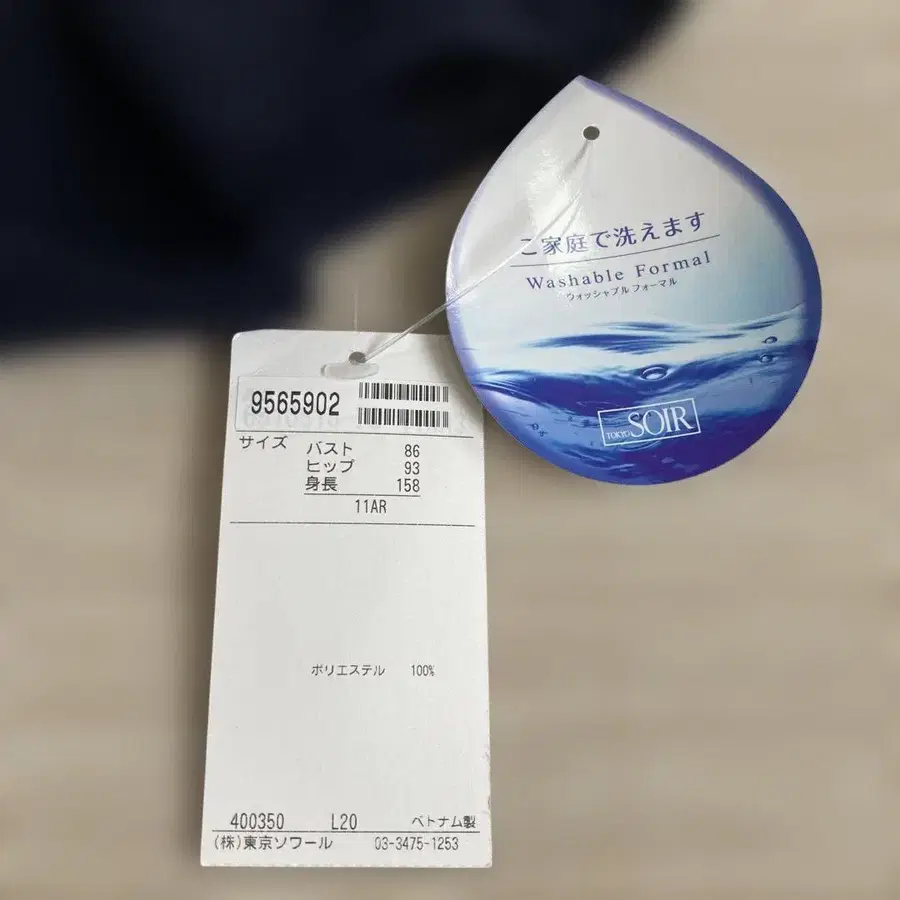 ご家庭で洗えます
Washable Formal
ウォッシャブル フォーマル
TOKYO SOIR
9565902
サイズ
バスト 86
ヒップ 93
身長 158
11AR
ポリエステル 100%
400350 L20 ベトナム製
(株)東京ソワール 03-3475-1253